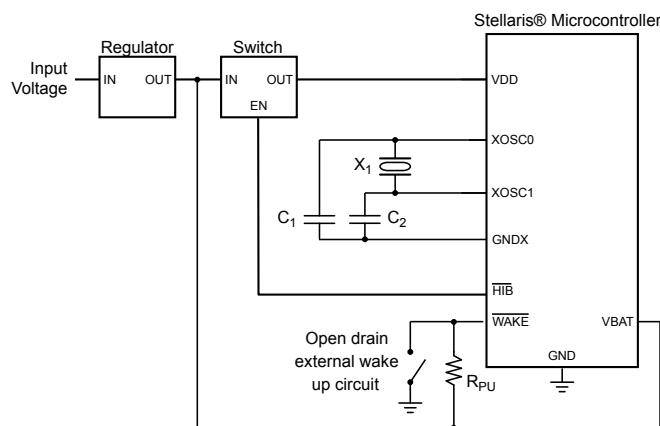 Stellaris® Microcontroller
Regulator
Switch
Input
Voltage
IN
OUT
IN
OUT
EN
VDD
XOSC0
X1
XOSC1
C1
C2
GNDX
HIB
WAKE
VBAT
Open drain
external wake
up circuit
RPU
GND